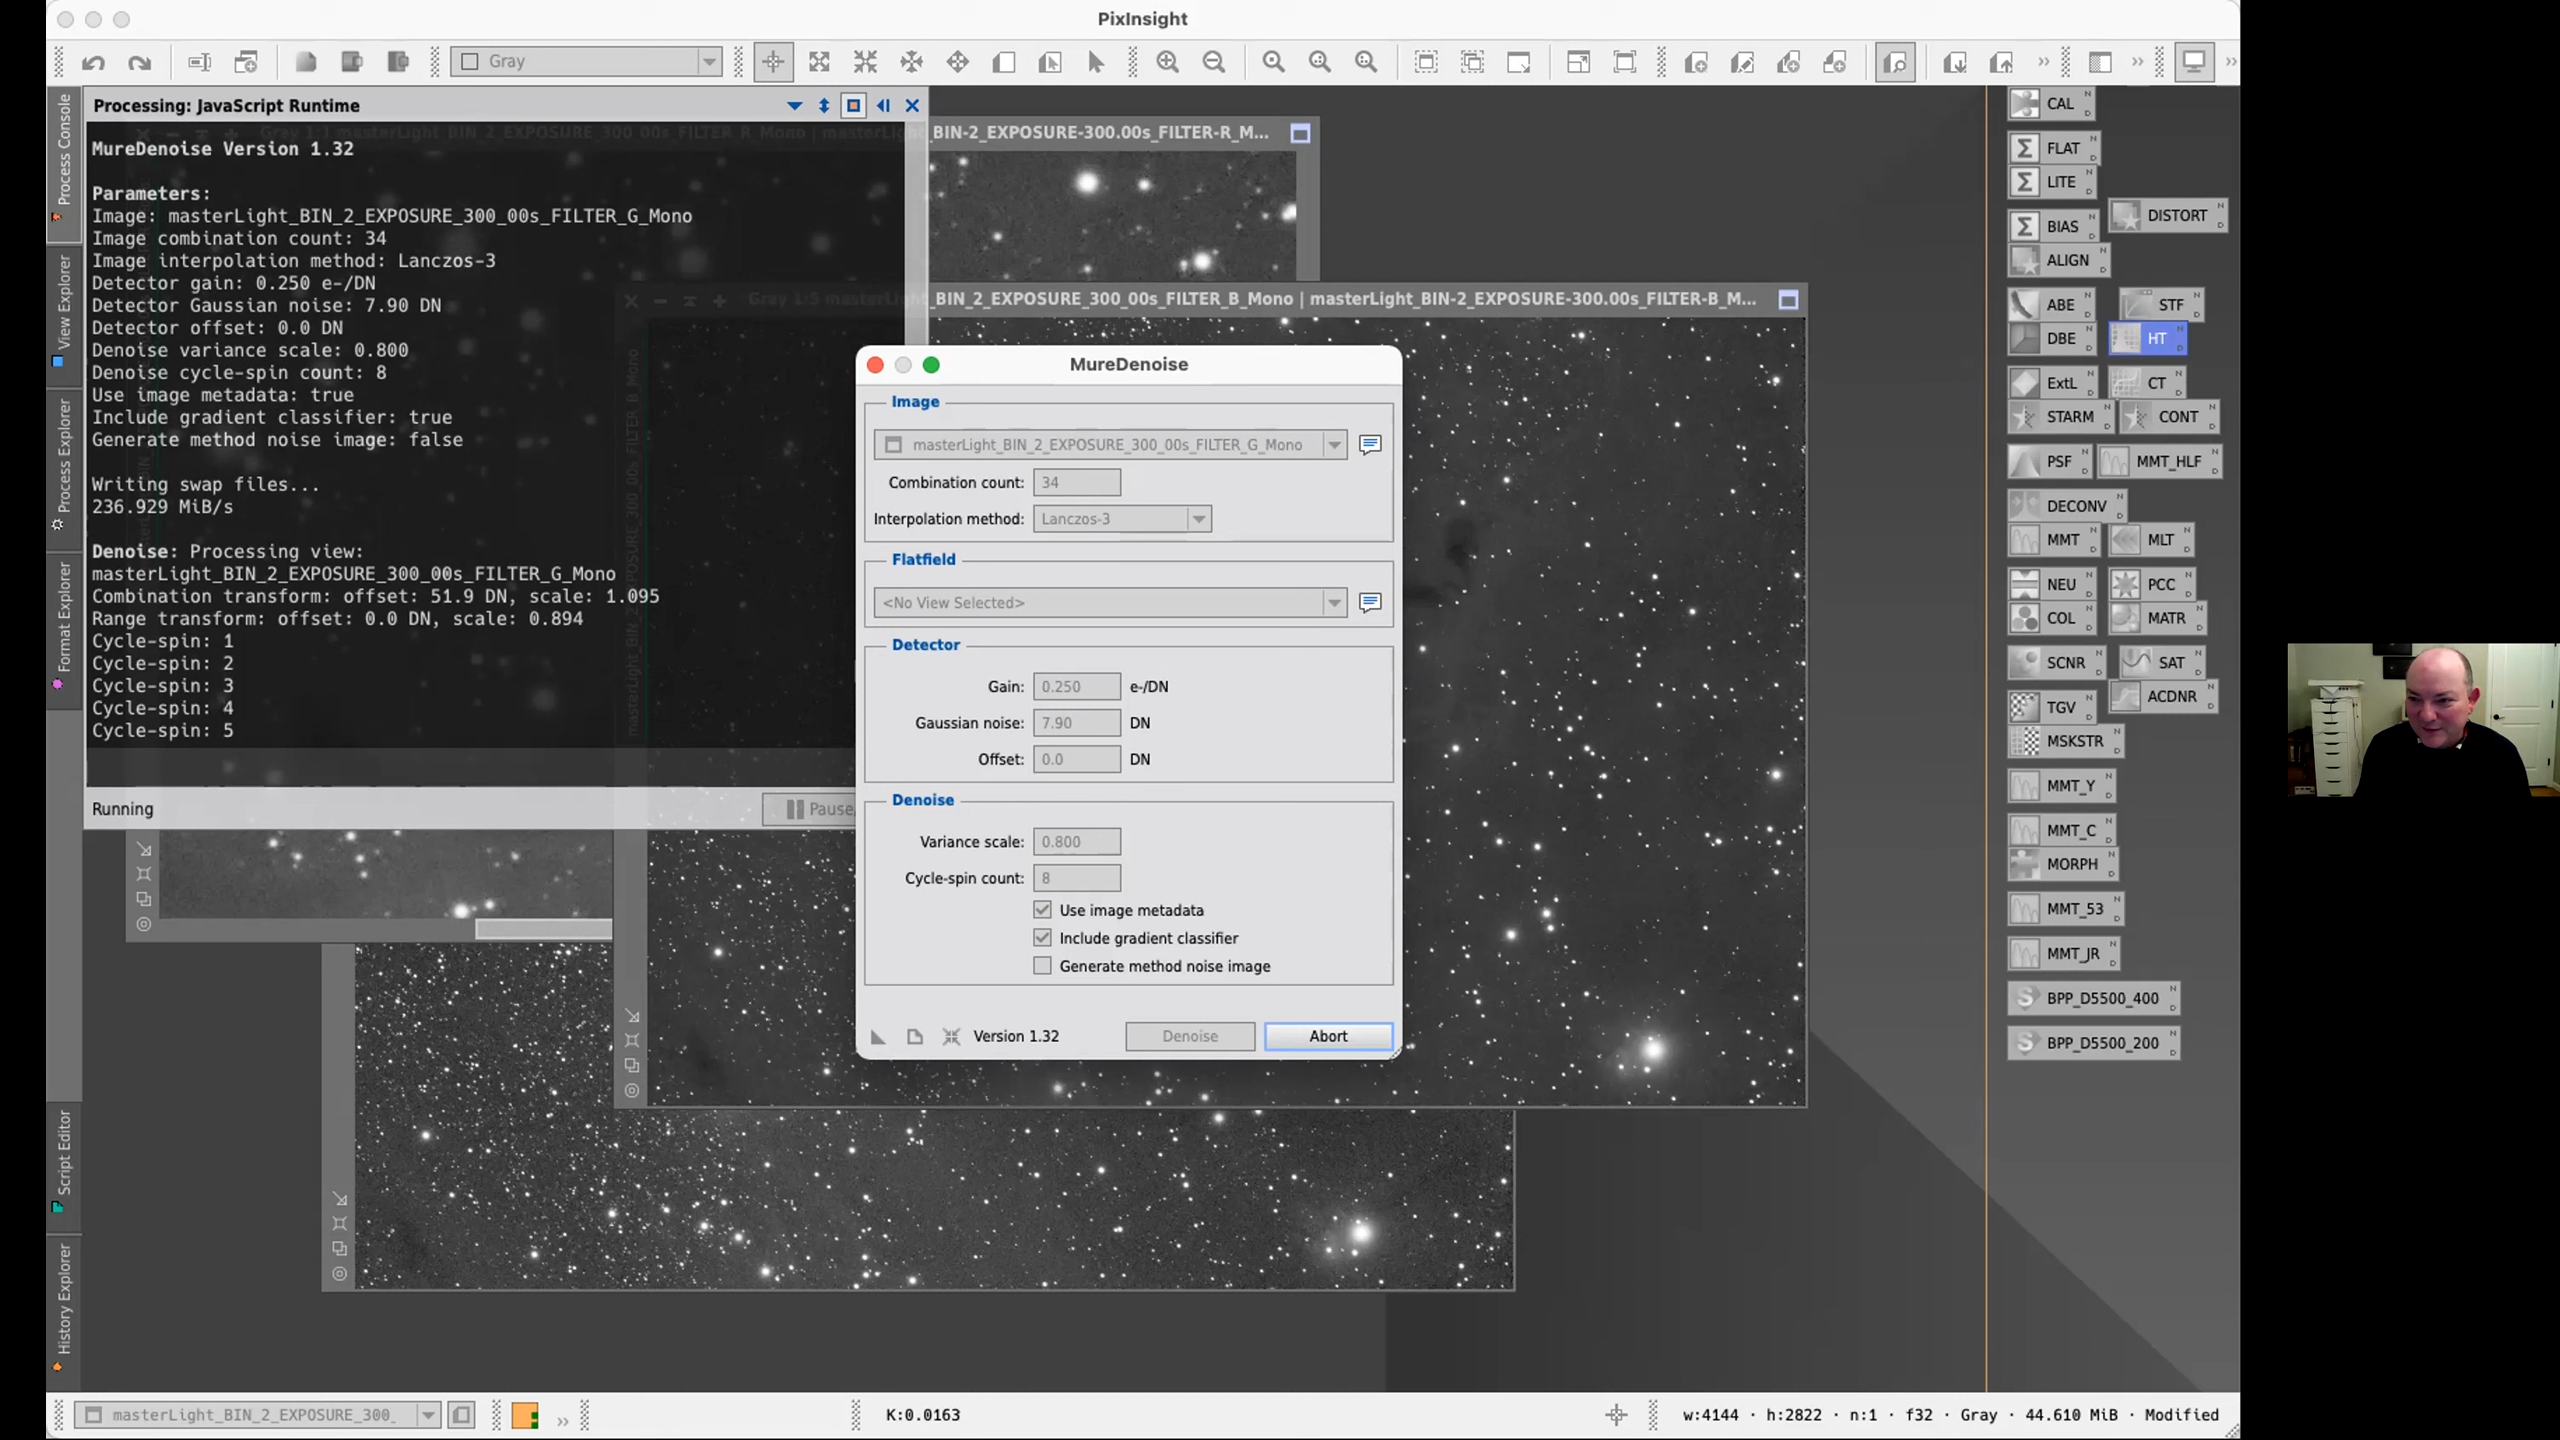 PixInsight
Gray
Process Console
View Explorer
Process Explorer
Format Explorer
Script Editor
History Explorer
Processing: JavaScript Runtime
MureDenoise Version 1.32
Parameters:
Image: masterLight_BIN_2_EXPOSURE_300_00s_FILTER_G_Mono
Image combination count: 34
Image interpolation method: Lanczos-3
Detector gain: 0.250 e-/DN
Detector Gaussian noise: 7.90 DN
Detector offset: 0.0 DN
Denoise variance scale: 0.800
Denoise cycle-spin count: 8
Use image metadata: true
Include gradient classifier: true
Generate method noise image: false
Writing swap files...
236.929 MiB/s
Denoise: Processing view:
masterLight_BIN_2_EXPOSURE_300_00s_FILTER_G_Mono
Combination transform: offset: 51.9 DN, scale: 1.095
Range transform: offset: 0.0 DN, scale: 0.894
Cycle-spin: 1
Cycle-spin: 2
Cycle-spin: 3
Cycle-spin: 4
Cycle-spin: 5
Running
Pause
Gray 1:1 masterLight_BIN_2_EXPOSURE_300_00s_FILTER_R_Mono | masterLight_BIN-2_EXPOSURE-300.00s_FILTER-R_M...
Gray 1:5 masterLight_BIN_2_EXPOSURE_300_00s_FILTER_B_Mono | masterLight_BIN-2_EXPOSURE-300.00s_FILTER-B_M...
masterLight_BIN_2_EXPOSURE_300_00s_FILTER_B_Mono
MureDenoise
Image
masterLight_BIN_2_EXPOSURE_300_00s_FILTER_G_Mono
Combination count: 34
Interpolation method: Lanczos-3
Flatfield
<No View Selected>
Detector
Gain: 0.250 e-/DN
Gaussian noise: 7.90 DN
Offset: 0.0 DN
Denoise
Variance scale: 0.800
Cycle-spin count: 8
Use image metadata
Include gradient classifier
Generate method noise image
Version 1.32 Denoise Abort
CAL
FLAT
LITE
DISTORT
BIAS
ALIGN
ABE STF
DBE HT
ExtL CT
STARM CONT
PSF MMT_HLF
DECONV
MMT MLT
NEU PCC
COL MATR
SCNR SAT
ACDNR
TGV
MSKSTR
MMT_Y
MMT_C
MORPH
MMT_53
MMT_JR
BPP_D5500_400
BPP_D5500_200
masterLight_BIN_2_EXPOSURE_300_
K:0.0163
w:4144 · h:2822 · n:1 · f32 · Gray · 44.610 MiB · Modified